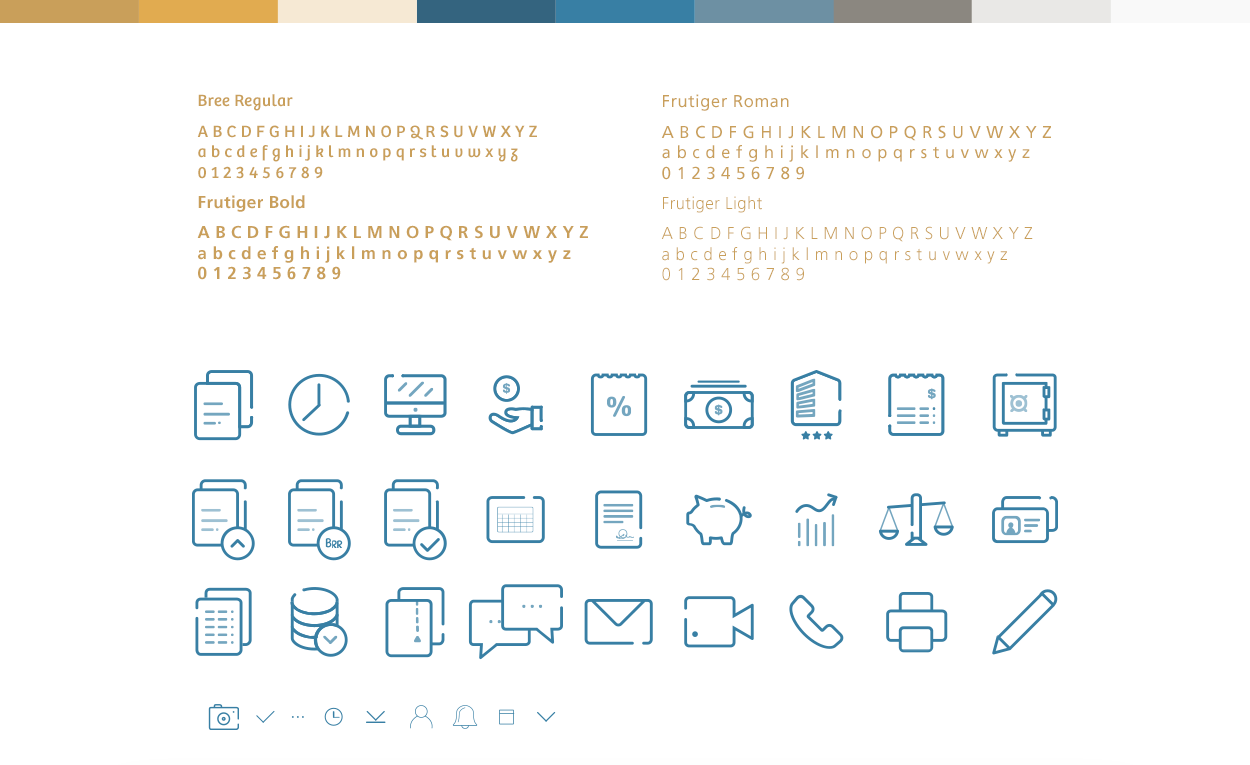 Bree Regular
A B C D F G H I J K L M N O P Q R S U V W X Y Z
a b c d e f g h i j k l m n o p q r s t u v w x y z
0 1 2 3 4 5 6 7 8 9
Frutiger Bold
A B C D F G H I J K L M N O P Q R S U V W X Y Z
a b c d e f g h i j k l m n o p q r s t u v w x y z
0 1 2 3 4 5 6 7 8 9
Frutiger Roman
A B C D F G H I J K L M N O P Q R S U V W X Y Z
a b c d e f g h i j k l m n o p q r s t u v w x y z
0 1 2 3 4 5 6 7 8 9
Frutiger Light
A B C D F G H I J K L M N O P Q R S U V W X Y Z
a b c d e f g h i j k l m n o p q r s t u v w x y z
0 1 2 3 4 5 6 7 8 9
$
%
$
$
BRR